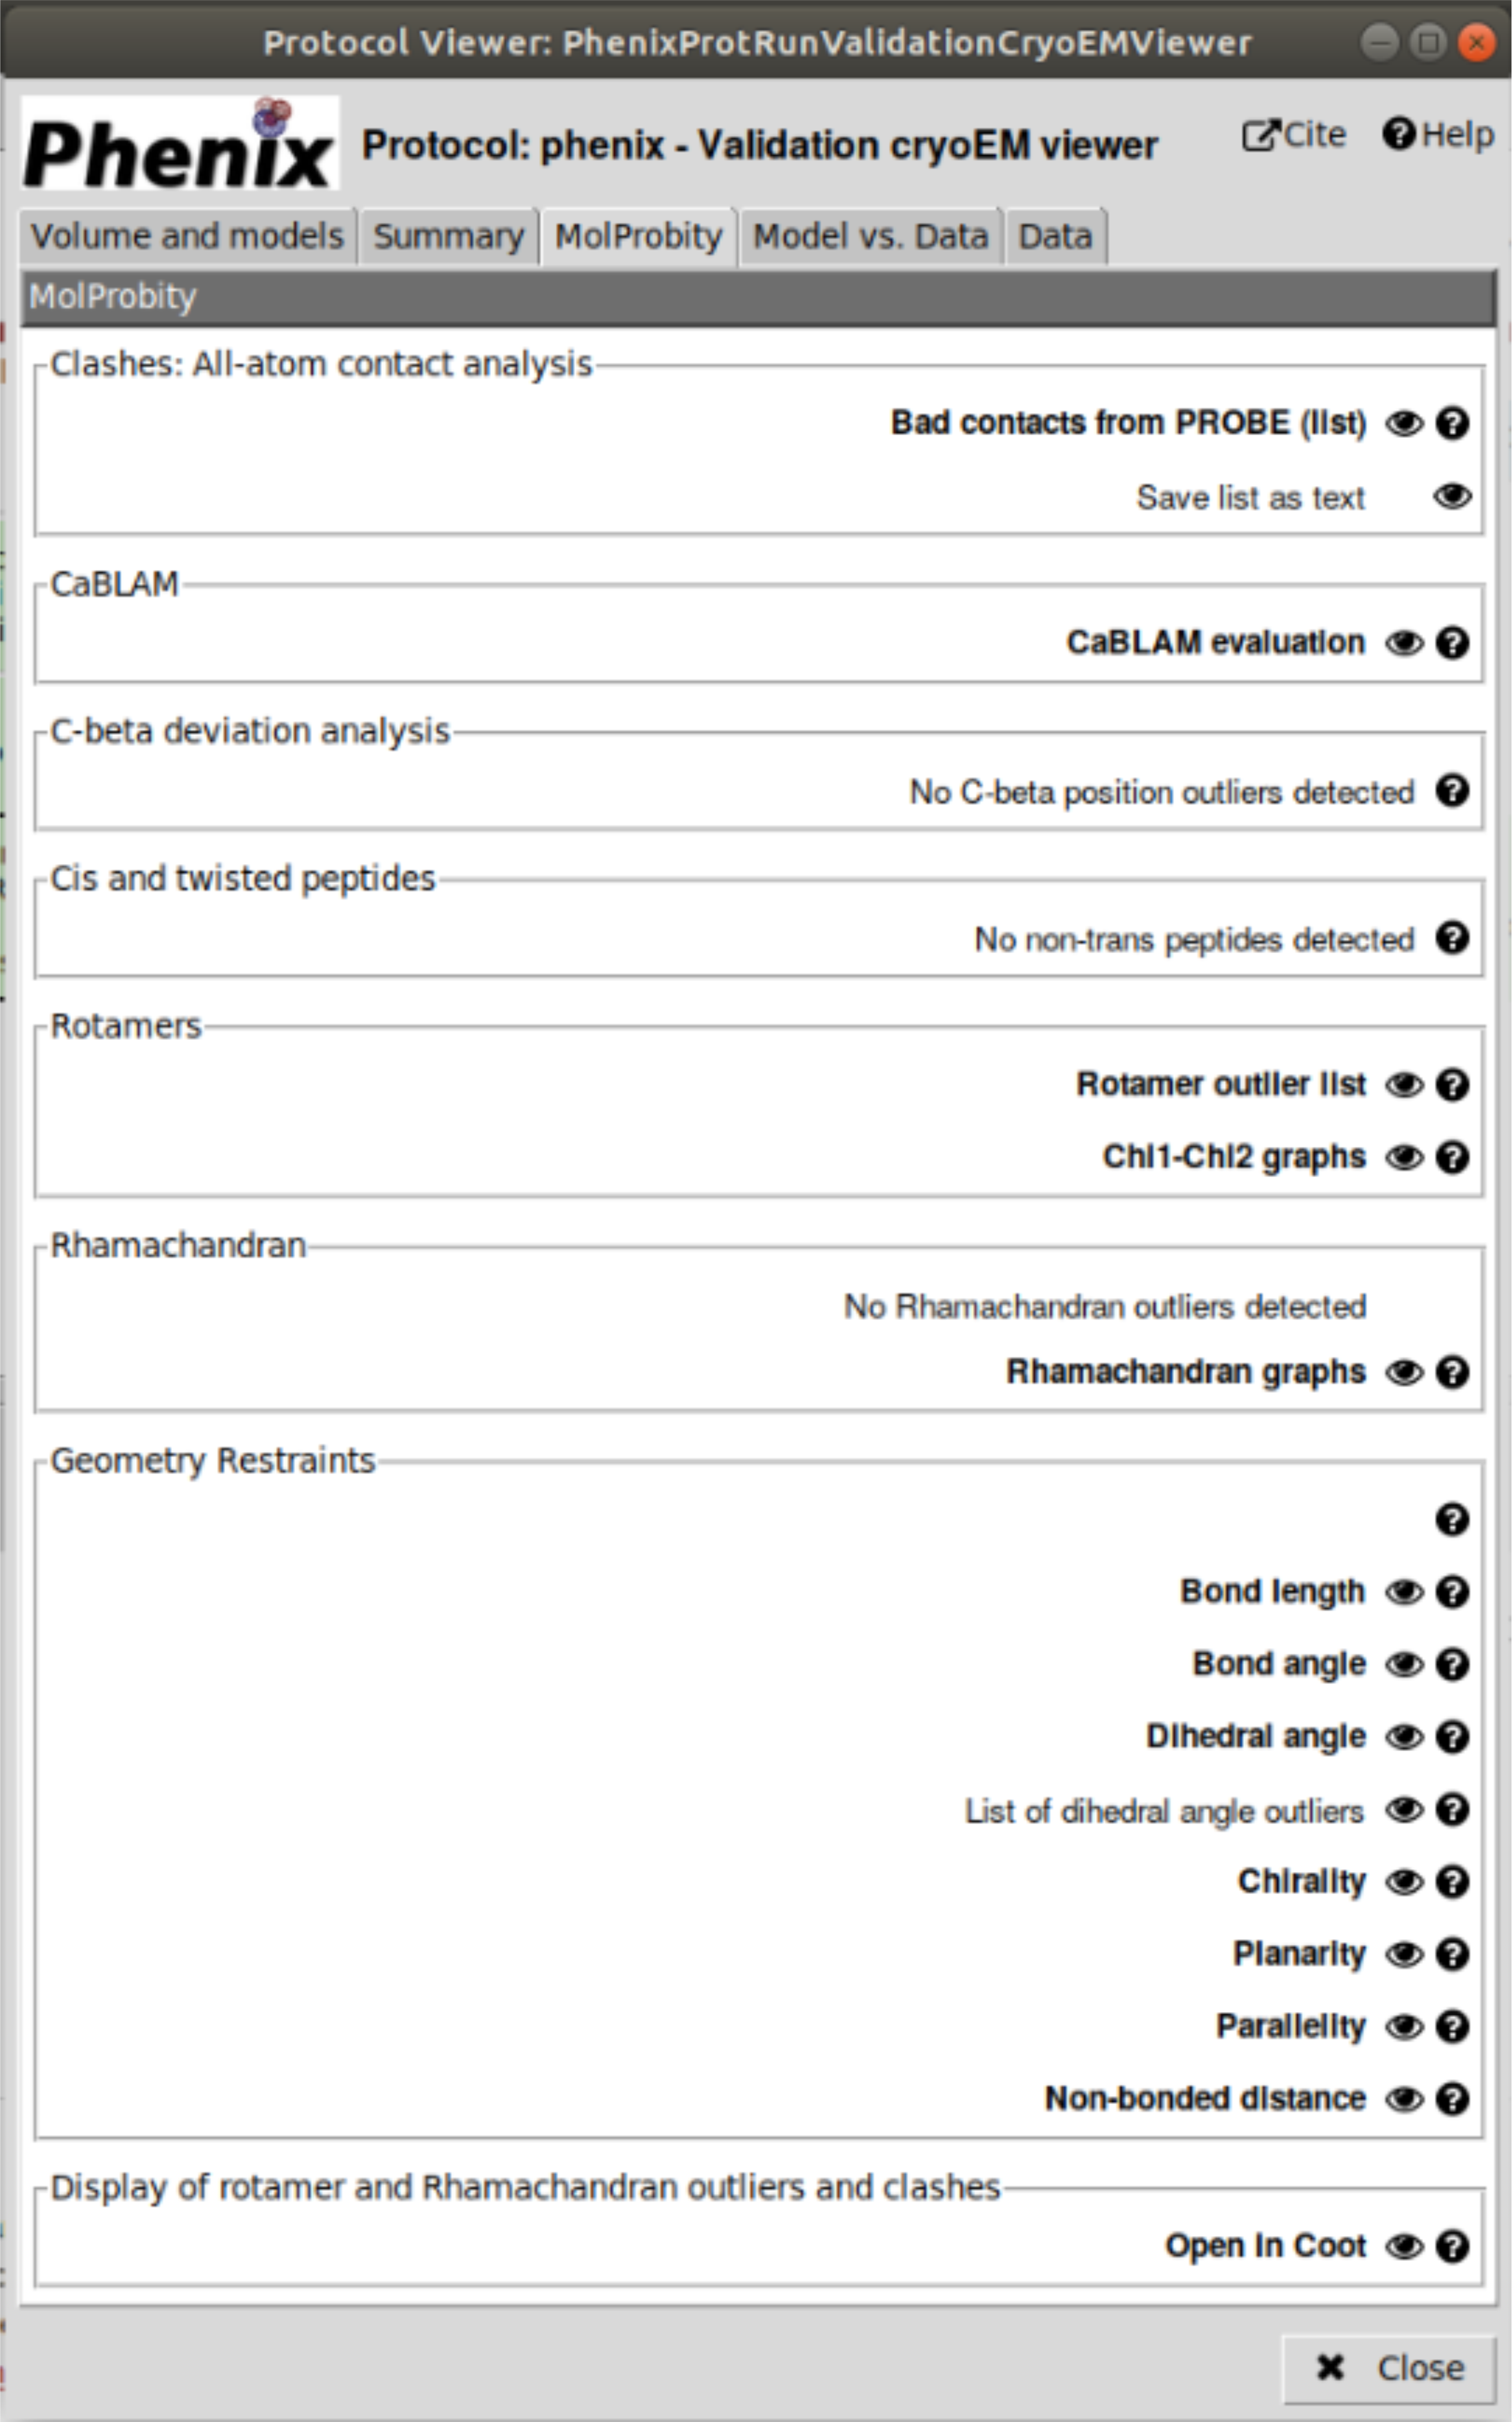 Protocol Viewer: PhenixProtRunValidationCryoEMViewer
Phenix
Protocol: phenix - Validation cryoEM viewer
Cite
Help
Volume and models
Summary
MolProbity
Model vs. Data
Data
MolProbity
Clashes: All-atom contact analysis
Bad contacts from PROBE (list)
Save list as text
CaBLAM
CaBLAM evaluation
C-beta deviation analysis
No C-beta position outliers detected
Cis and twisted peptides
No non-trans peptides detected
Rotamers
Rotamer outlier list
Chi1-Chi2 graphs
Rhamachandran
No Rhamachandran outliers detected
Rhamachandran graphs
Geometry Restraints
Bond length
Bond angle
Dihedral angle
List of dihedral angle outliers
Chirality
Planarity
Parallelity
Non-bonded distance
Display of rotamer and Rhamachandran outliers and clashes
Open in Coot
Close